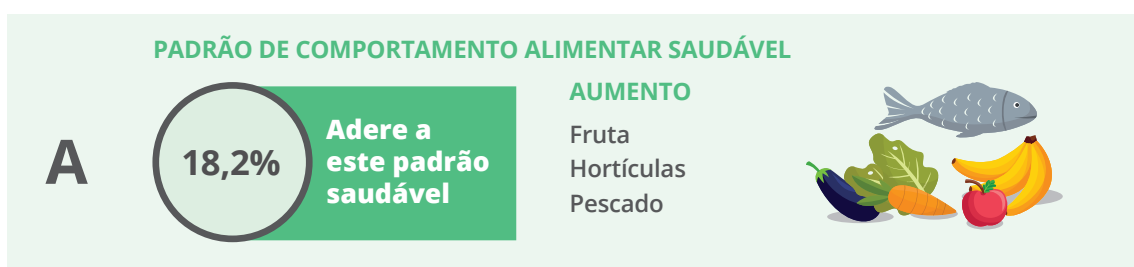 PADRÃO DE COMPORTAMENTO ALIMENTAR SAUDÁVEL
A
18,2%
Adere a
este padrão
saudável
AUMENTO
Fruta
Hortículas
Pescado